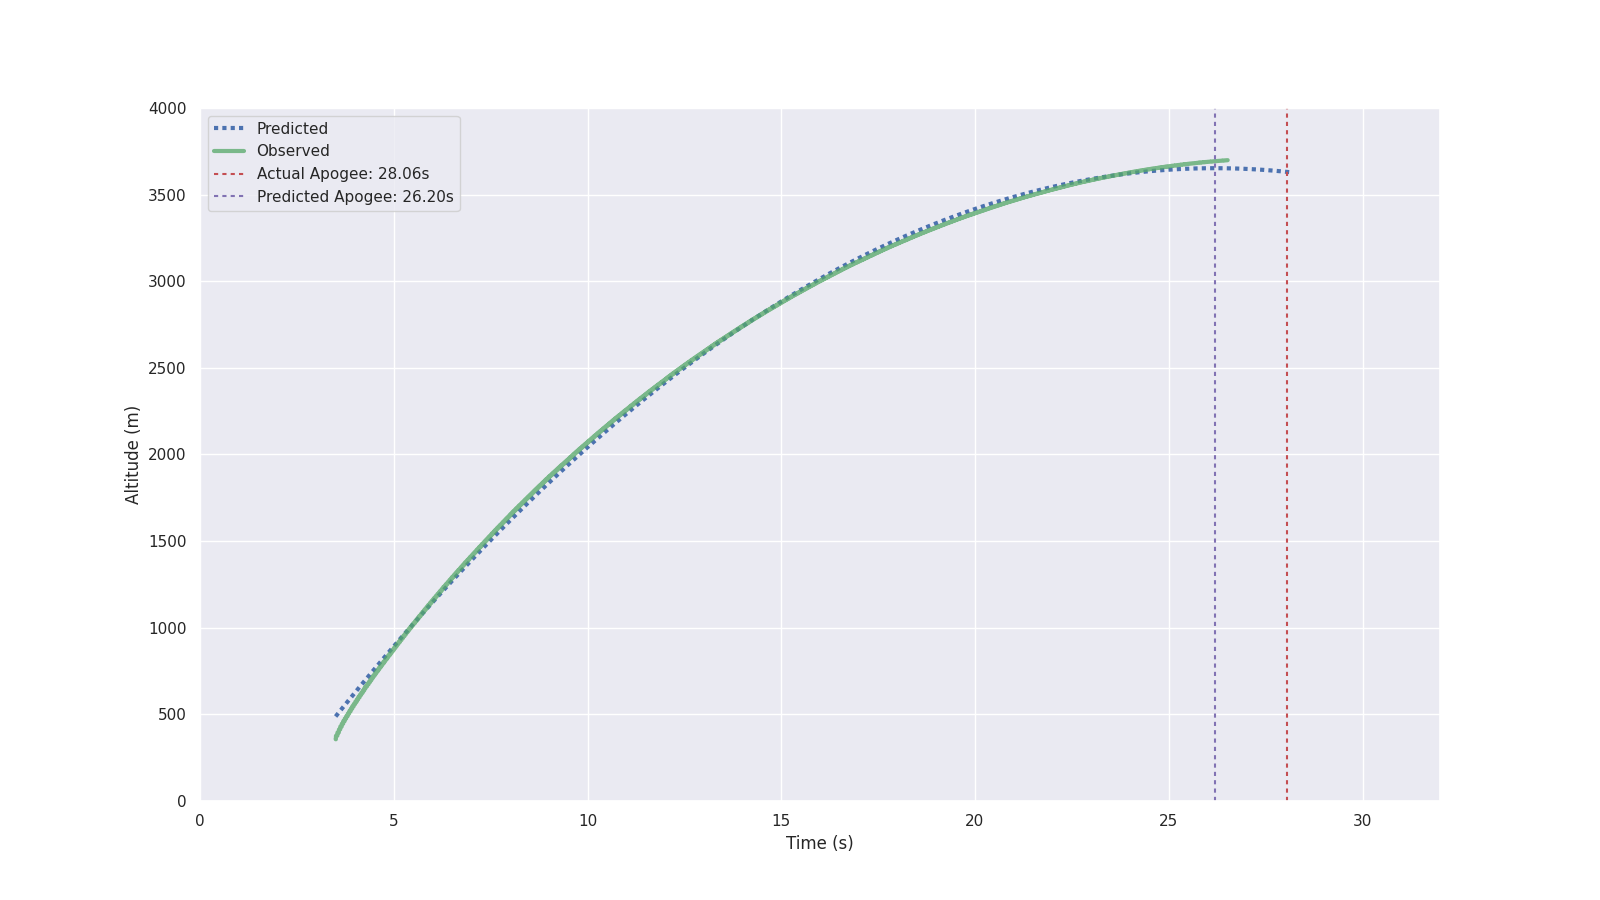 4000
3500
3000
2500
2000
1500
1000
500
0
Altitude (m)
Predicted
Observed
Actual Apogee: 28.06s
Predicted Apogee: 26.20s
0 5 10 15 20 25 30
Time (s)